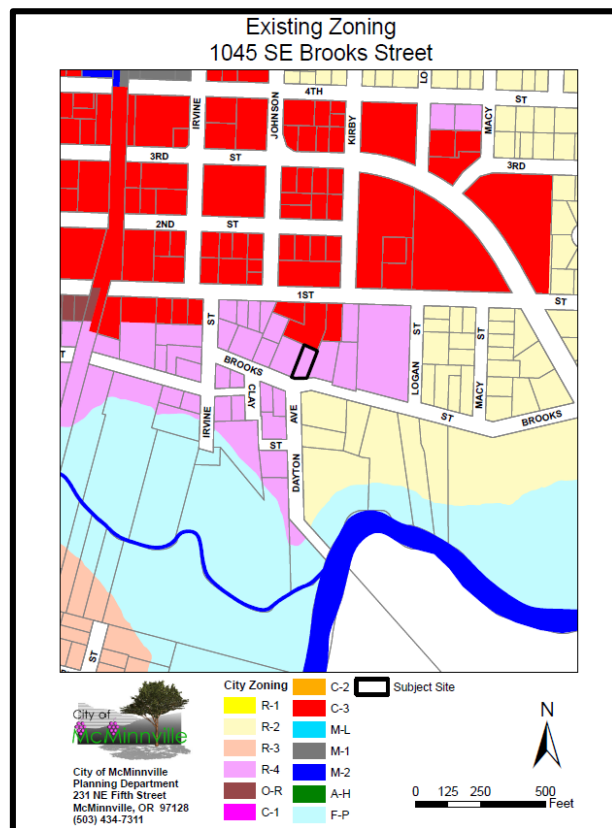 Existing Zoning
1045 SE Brooks Street
LO
4TH
ST
IRVINE
JOHNSON
KIRBY
MACY
3RD
ST
3RD
2ND
ST
1ST
ST
ST
ST
ST
T
BROOKS
LOGAN
MACY
ST
BROOKS
CLAY
AVE
IRVINE
ST
DAYTON
ST
City Zoning
R-1
R-2
R-3
R-4
O-R
C-1
C-2
C-3
M-L
M-1
M-2
A-H
F-P
Subject Site
City of
McMinnville
City of McMinnville
Planning Department
231 NE Fifth Street
McMinnville, OR 97128
(503) 434-7311
N
0 125 250 500
Feet